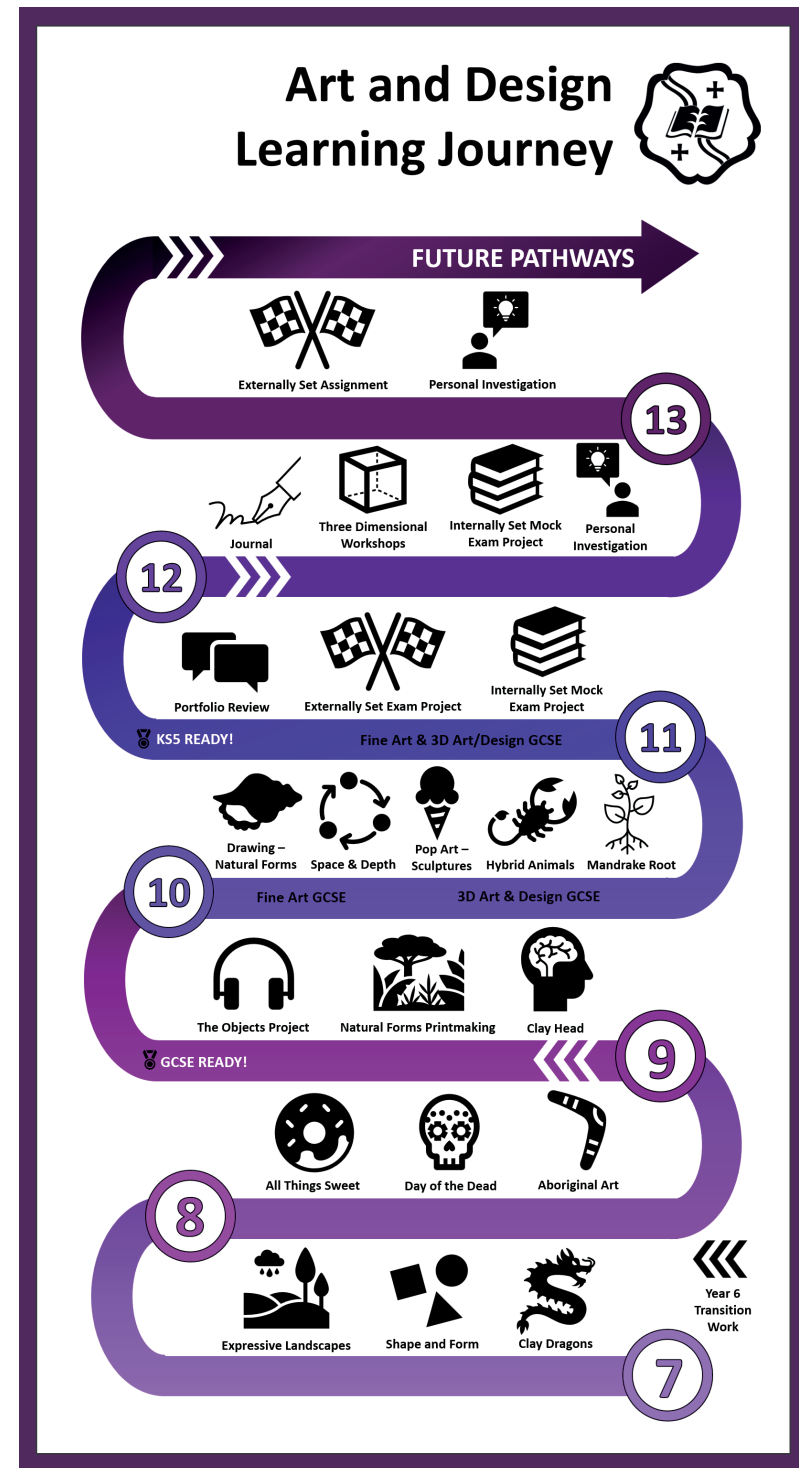 Art and Design
Learning Journey
FUTURE PATHWAYS
Externally Set Assignment
Personal Investigation
13
Journal
Three Dimensional
Workshops
Internally Set Mock
Exam Project
Personal
Investigation
12
Portfolio Review
Externally Set Exam Project
Internally Set Mock
Exam Project
KS5 READY!
Fine Art & 3D Art/Design GCSE
11
Drawing –
Natural Forms
Space & Depth
Pop Art –
Sculptures
Hybrid Animals
Mandrake Root
10
Fine Art GCSE
3D Art & Design GCSE
The Objects Project
Natural Forms Printmaking
Clay Head
GCSE READY!
9
All Things Sweet
Day of the Dead
Aboriginal Art
8
Expressive Landscapes
Shape and Form
Clay Dragons
Year 6
Transition
Work
7